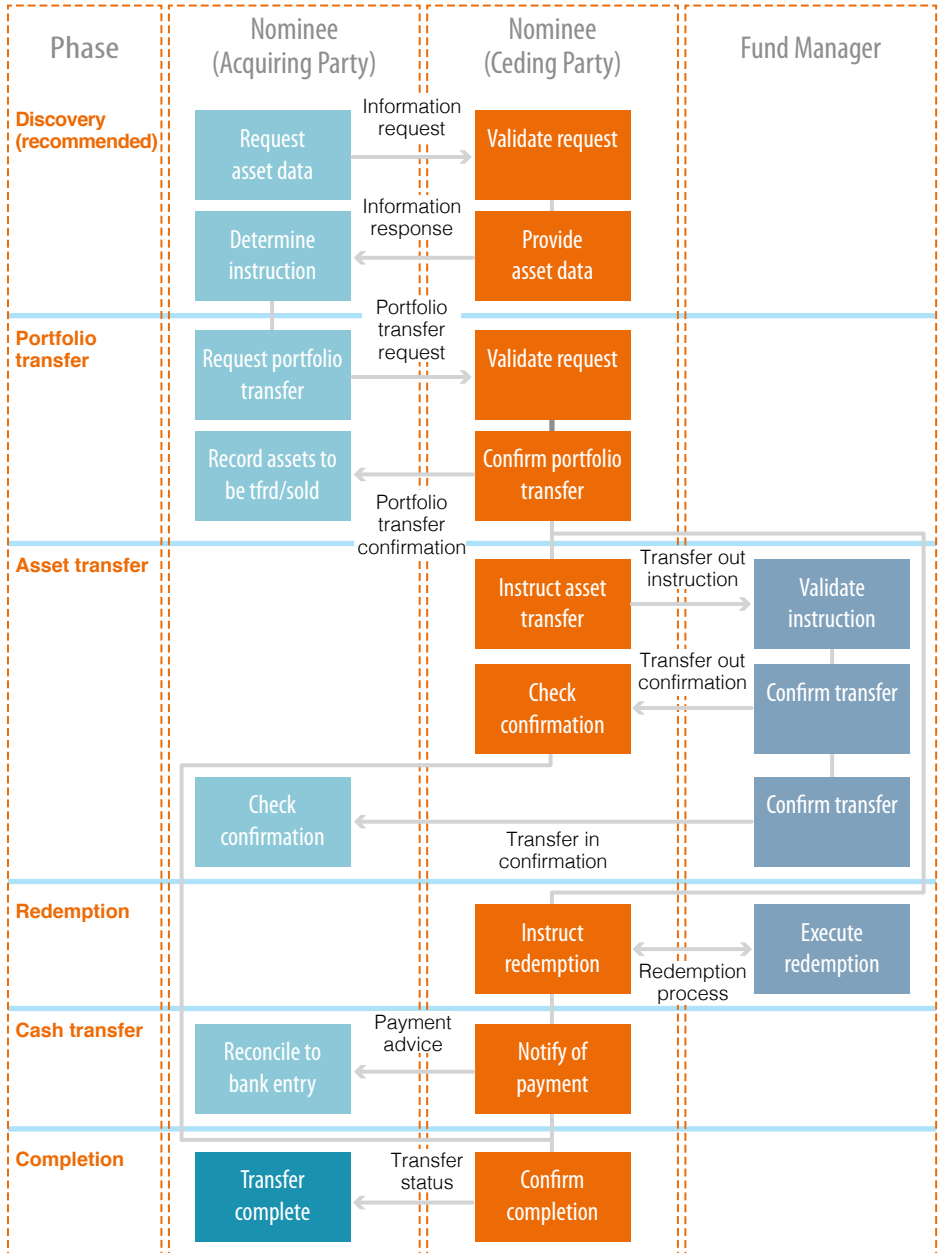 Phase
Nominee
(Acquiring Party)
Nominee
(Ceding Party)
Fund Manager
Discovery
(recommended)
Request
asset data
Information
request
Validate request
Determine
instruction
Information
response
Provide
asset data
Portfolio
transfer
Request portfolio
transfer
Portfolio
transfer
request
Validate request
Record assets to
be tfrd/sold
Portfolio
transfer
confirmation
Confirm portfolio
transfer
Asset transfer
Instruct asset
transfer
Transfer out
instruction
Validate
instruction
Check
confirmation
Transfer out
confirmation
Confirm transfer
Check
confirmation
Transfer in
confirmation
Confirm transfer
Redemption
Instruct
redemption
Redemption
process
Execute
redemption
Cash transfer
Reconcile to
bank entry
Payment
advice
Notify of
payment
Completion
Transfer
complete
Transfer
status
Confirm
completion